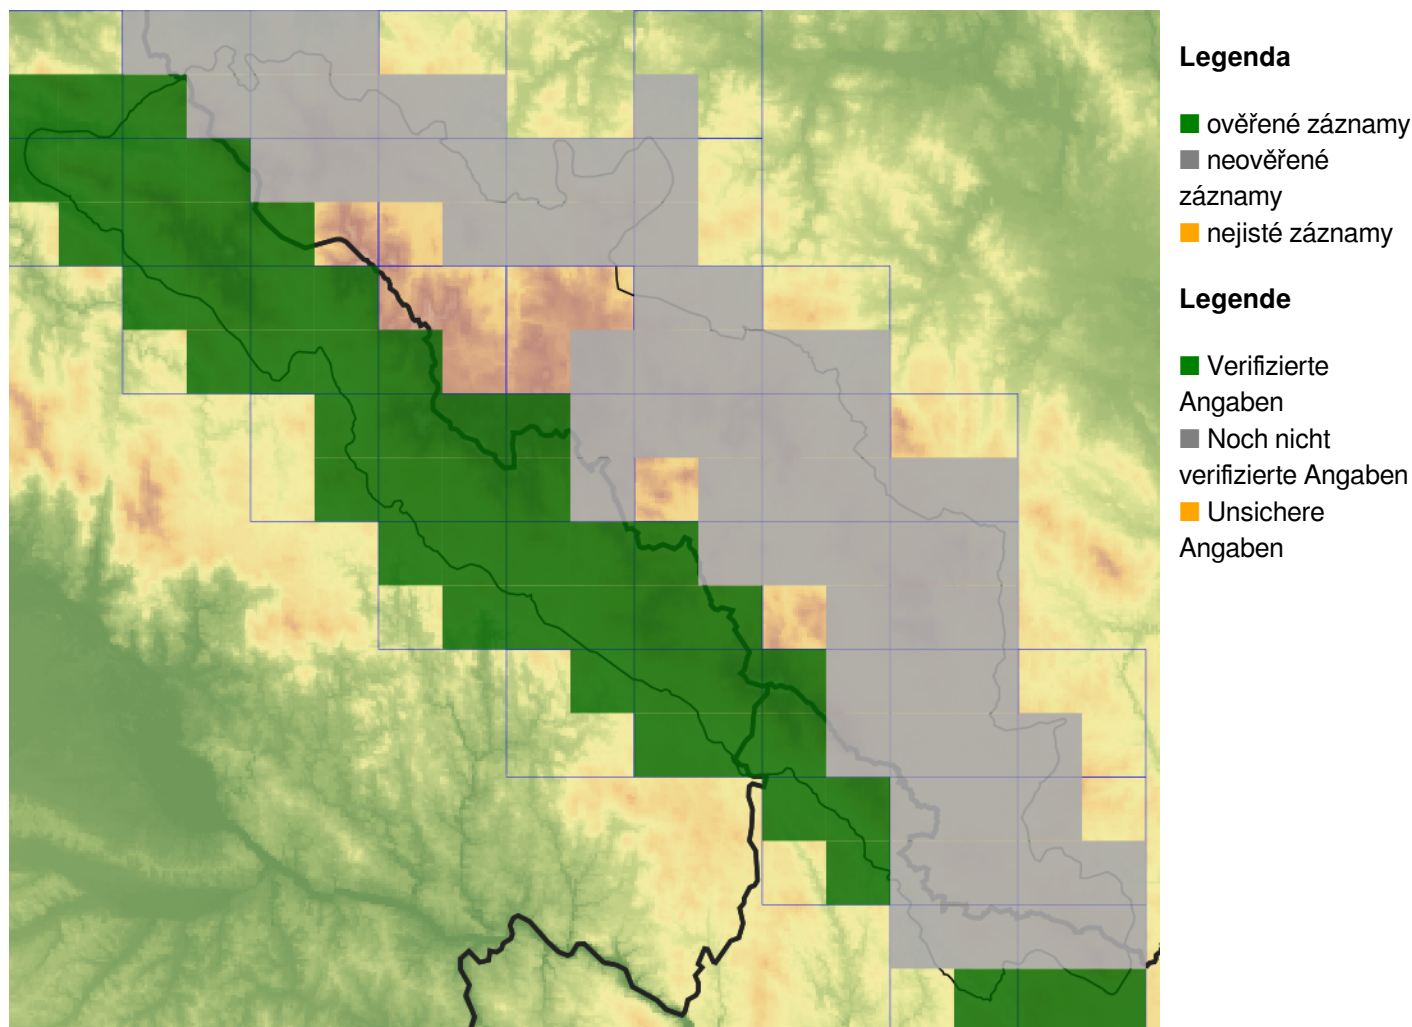 Legenda
ověřené záznamy
neověřené
záznamy
nejisté záznamy
Legende
Verifizierte
Angaben
Noch nicht
verifizierte Angaben
Unsichere
Angaben